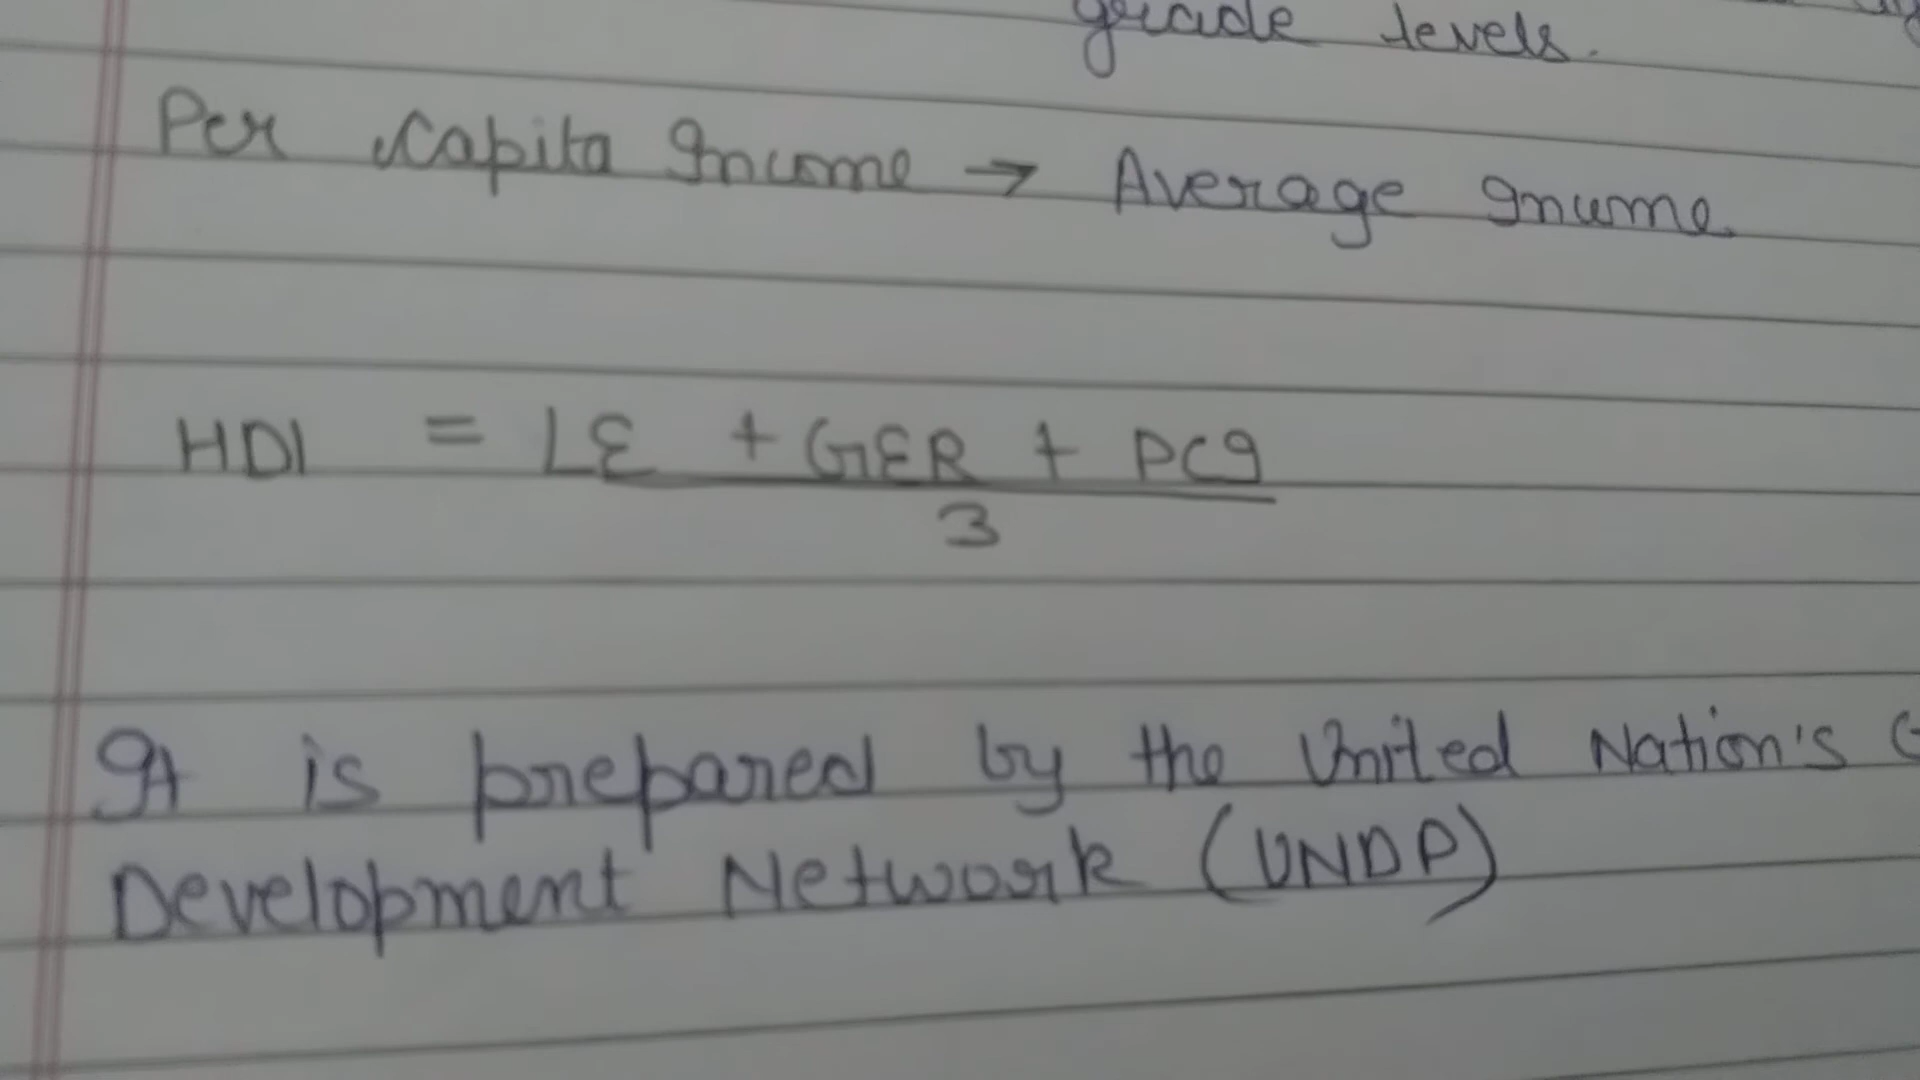 grade levels.
Per Capita Income → Average Income
HDI = LE + GER + PCI
3
It is prepared by the United Nation's G
Development Network (UNDP)